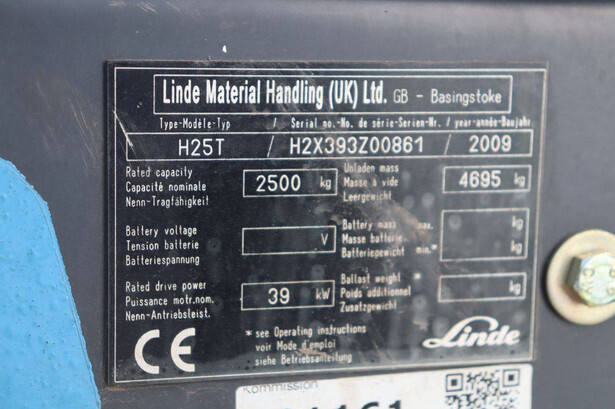 Linde Material Handling (UK) Ltd. GB - Basingstoke
Type-Modèle-Typ / Serial no.-No. de série-Serien-Nr. / year-année-Baujahr
H25T / H2X393Z00861 / 2009
Rated capacity
Capacité nominale
Nenn-Tragfähigkeit
2500 kg
Unladen mass
Masse à vide
Leergewicht
4695 kg
Battery voltage
Tension batterie
Batteriespannung
V
Battery mass max.
Masse batterie
Batteriegewicht min.*
kg
kg
Rated drive power
Puissance motr.nom.
Nenn-Antriebsleist.
39 kW
Ballast weight *
Poids additionnel
Zusatzgewicht
kg
* see Operating instructions
voir Mode d'emploi
siehe Betriebsanleitung
CE
Linde
Kommission